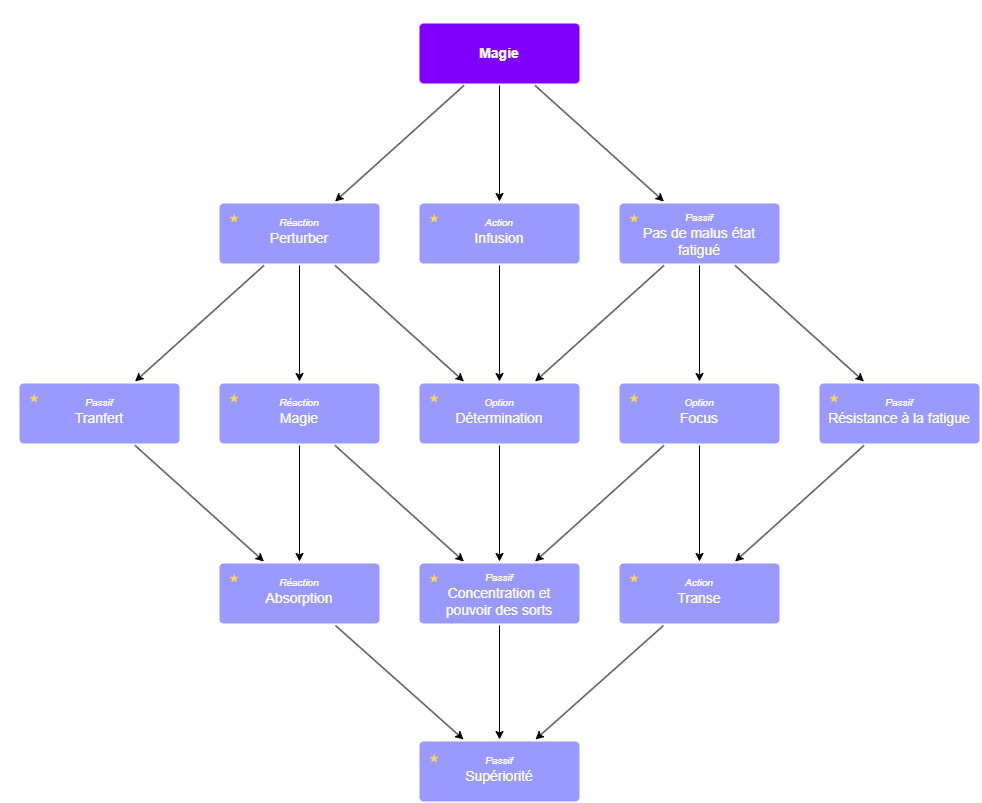 Magie
Réaction
Perturber
Action
Infusion
Passif
Pas de malus état
fatigué
Passif
Tranfert
Réaction
Magie
Option
Détermination
Option
Focus
Passif
Résistance à la fatigue
Réaction
Absorption
Passif
Concentration et
pouvoir des sorts
Action
Transe
Passif
Supériorité